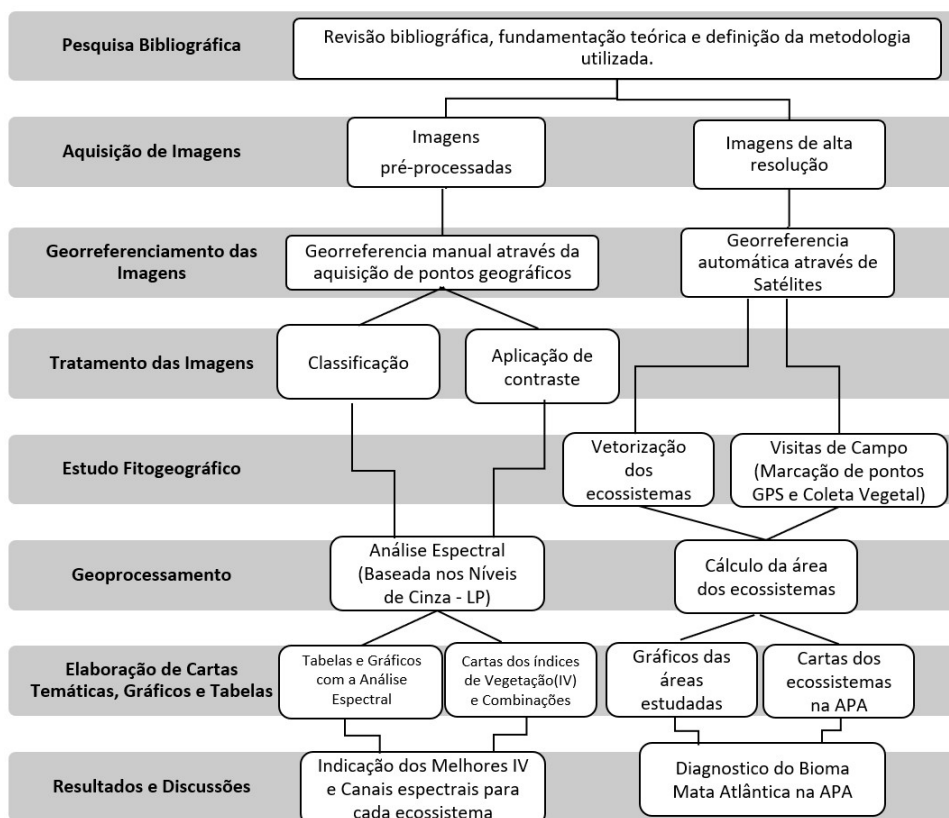 Pesquisa Bibliográfica
Revisão bibliográfica, fundamentação teórica e definição da metodologia
utilizada.
Aquisição de Imagens
Imagens
pré-processadas
Imagens de alta
resolução
Georreferenciamento das
Imagens
Georreferencia manual através da
aquisição de pontos geográficos
Georreferencia
automática através de
Satélites
Tratamento das Imagens
Classificação
Aplicação de
contraste
Estudo Fitogeográfico
Vetorização
dos
ecossistemas
Visitas de Campo
(Marcação de pontos
GPS e Coleta Vegetal)
Geoprocessamento
Análise Espectral
(Baseada nos Níveis
de Cinza - LP)
Cálculo da área
dos ecossistemas
Elaboração de Cartas
Temáticas, Gráficos e Tabelas
Tabelas e Gráficos
com a Análise
Espectral
Cartas dos índices
de Vegetação(IV)
e Combinações
Gráficos das
áreas
estudadas
Cartas dos
ecossistemas
na APA
Resultados e Discussões
Indicação dos Melhores IV
e Canais espectrais para
cada ecossistema
Diagnostico do Bioma
Mata Atlântica na APA